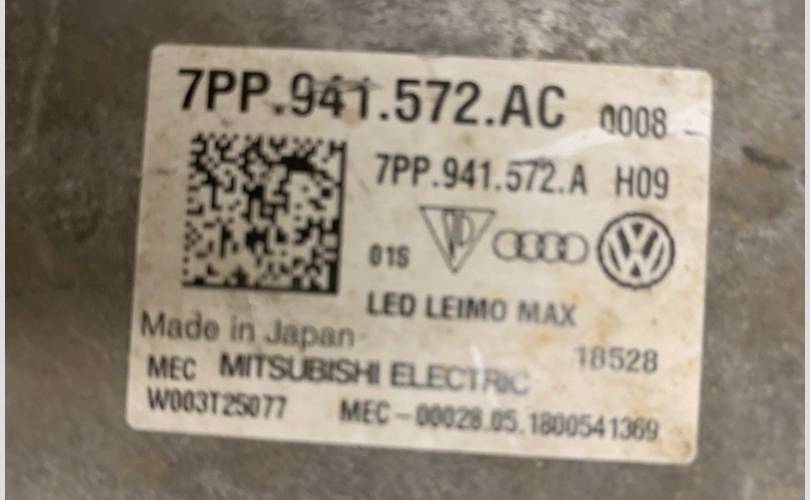 7PP.941.572.AC 0008
7PP.941.572.A H09
01S
LED LEIMO MAX
Made in Japan 18528
MEC MITSUBISHI ELECTRIC
W003T25077 MEC-00028.05.1800541369